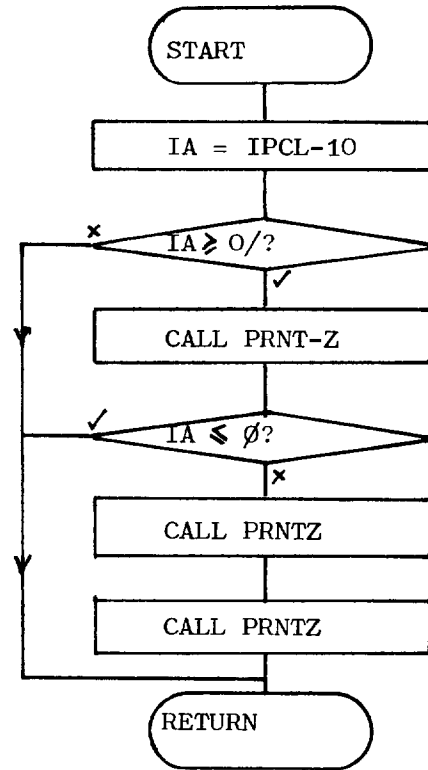 START
IA = IPCL-10
× IA ⩾ 0/?
✓
CALL PRNT-Z
✓ IA ⩽ Ø?
×
CALL PRNTZ
CALL PRNTZ
RETURN